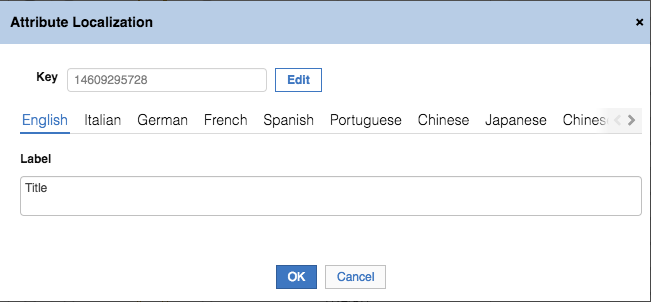 Attribute Localization ×
Key 14609295728 Edit
English Italian German French Spanish Portuguese Chinese Japanese
Label
Title
OK Cancel